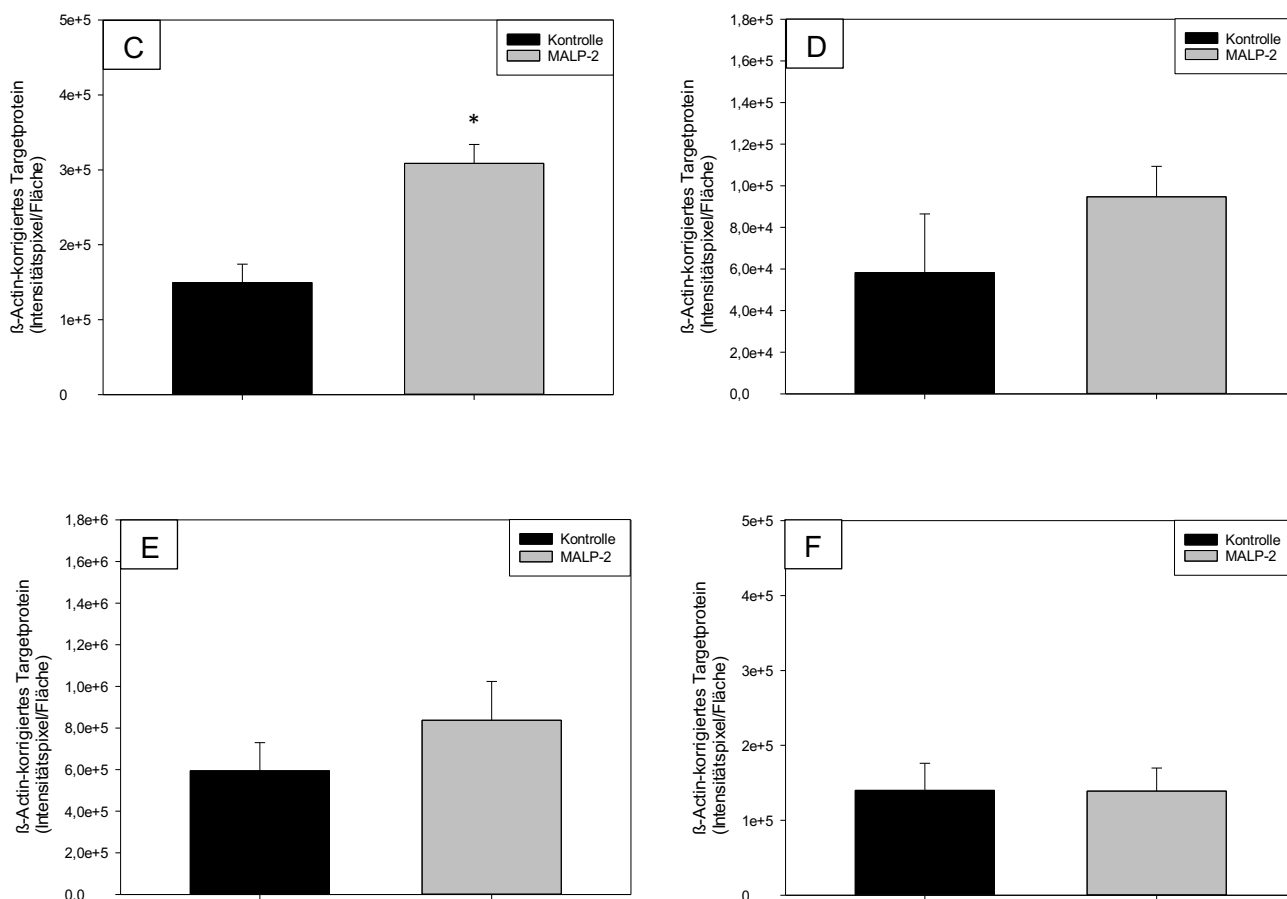 C
Kontrolle
MALP-2
ß-Actin-korrigiertes Targetprotein
(Intensitätspixel/Fläche)
5e+5
4e+5
3e+5
2e+5
1e+5
0
*
D
Kontrolle
MALP-2
ß-Actin-korrigiertes Targetprotein
(Intensitätspixel/Fläche)
1,8e+5
1,6e+5
1,4e+5
1,2e+5
1,0e+5
8,0e+4
6,0e+4
4,0e+4
2,0e+4
0,0
E
Kontrolle
MALP-2
ß-Actin-korrigiertes Targetprotein
(Intensitätspixel/Fläche)
1,8e+6
1,6e+6
1,4e+6
1,2e+6
1,0e+6
8,0e+5
6,0e+5
4,0e+5
2,0e+5
0,0
F
Kontrolle
MALP-2
ß-Actin-korrigiertes Targetprotein
(Intensitätspixel/Fläche)
5e+5
4e+5
3e+5
2e+5
1e+5
0